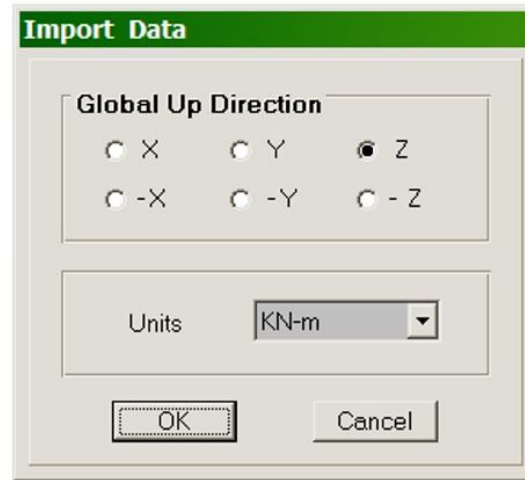 Import Data
Global Up Direction
X Y Z
-X -Y - Z
Units KN-m
OK Cancel